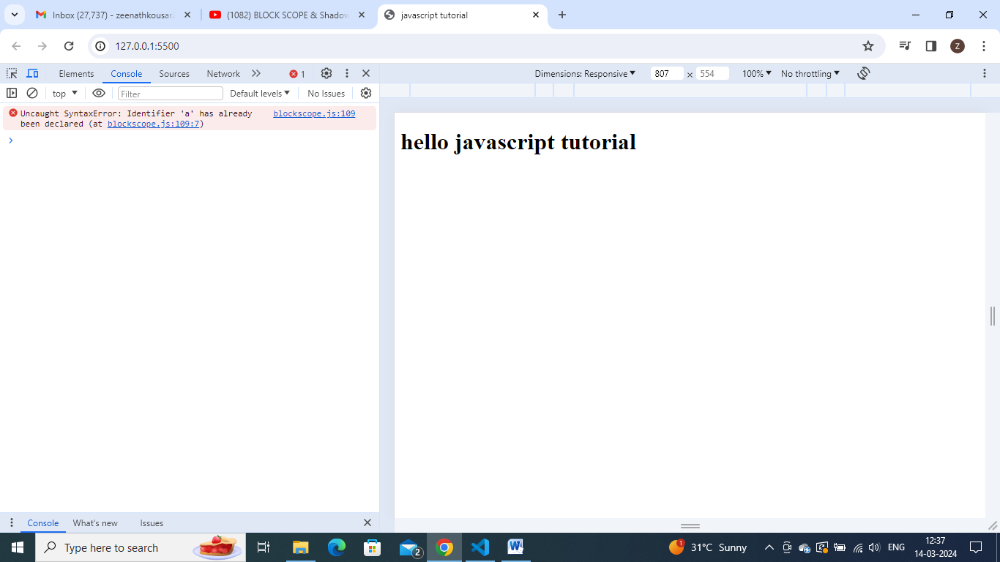 Inbox (27,737) - zeenathkousar
(1082) BLOCK SCOPE & Shadow
javascript tutorial
127.0.0.1:5500
Z
Elements
Console
Sources
Network
1
top
Filter
Default levels
No Issues
Uncaught SyntaxError: Identifier 'a' has already blockscope.js:109
been declared (at blockscope.js:109:7)
Dimensions: Responsive
807 × 554
100%
No throttling
hello javascript tutorial
Console
What's new
Issues
Type here to search
2
W
1
31°C Sunny
ENG
12:37
14-03-2024